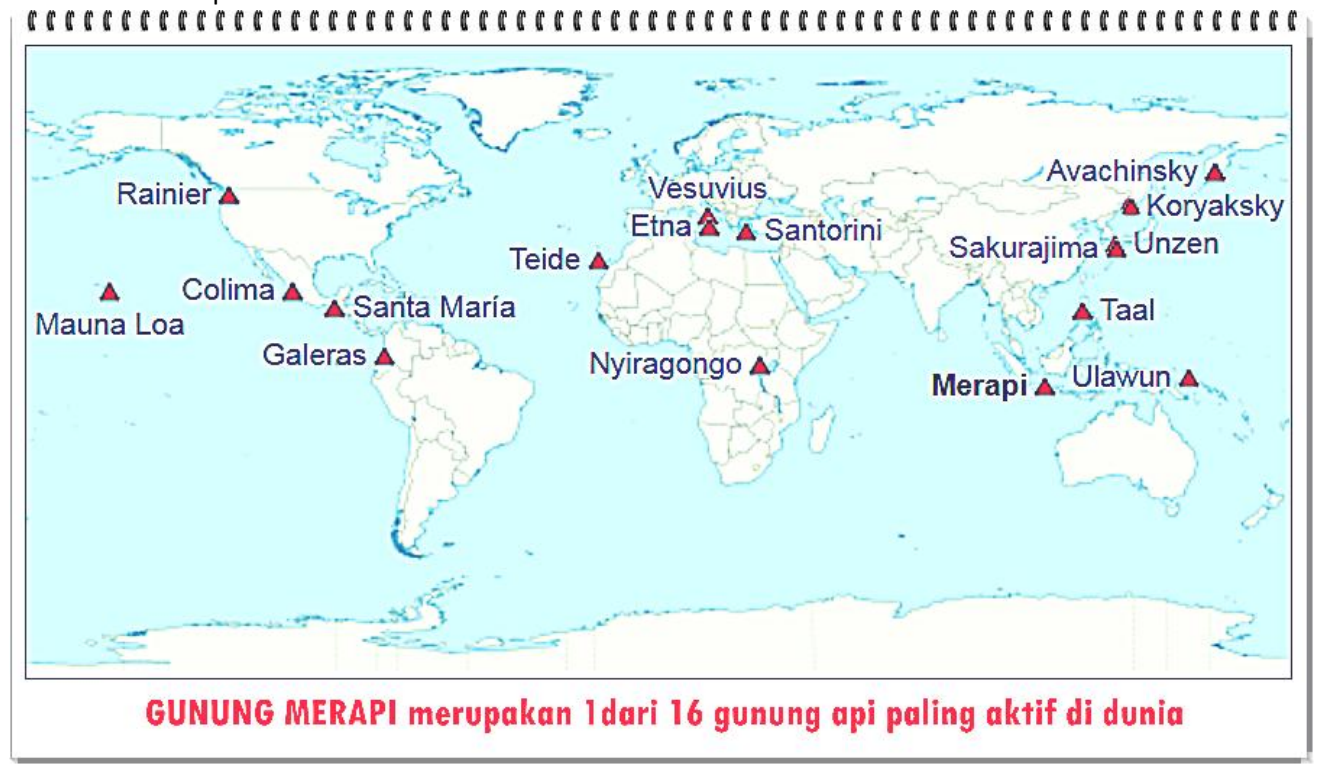 Avachinsky
Rainier
Vesuvius
Koryaksky
Etna
Santorini
Sakurajima
Unzen
Teide
Colima
Santa María
Mauna Loa
Taal
Galeras
Nyiragongo
Merapi
Ulawun
GUNUNG MERAPI merupakan 1dari 16 gunung api paling aktif di dunia